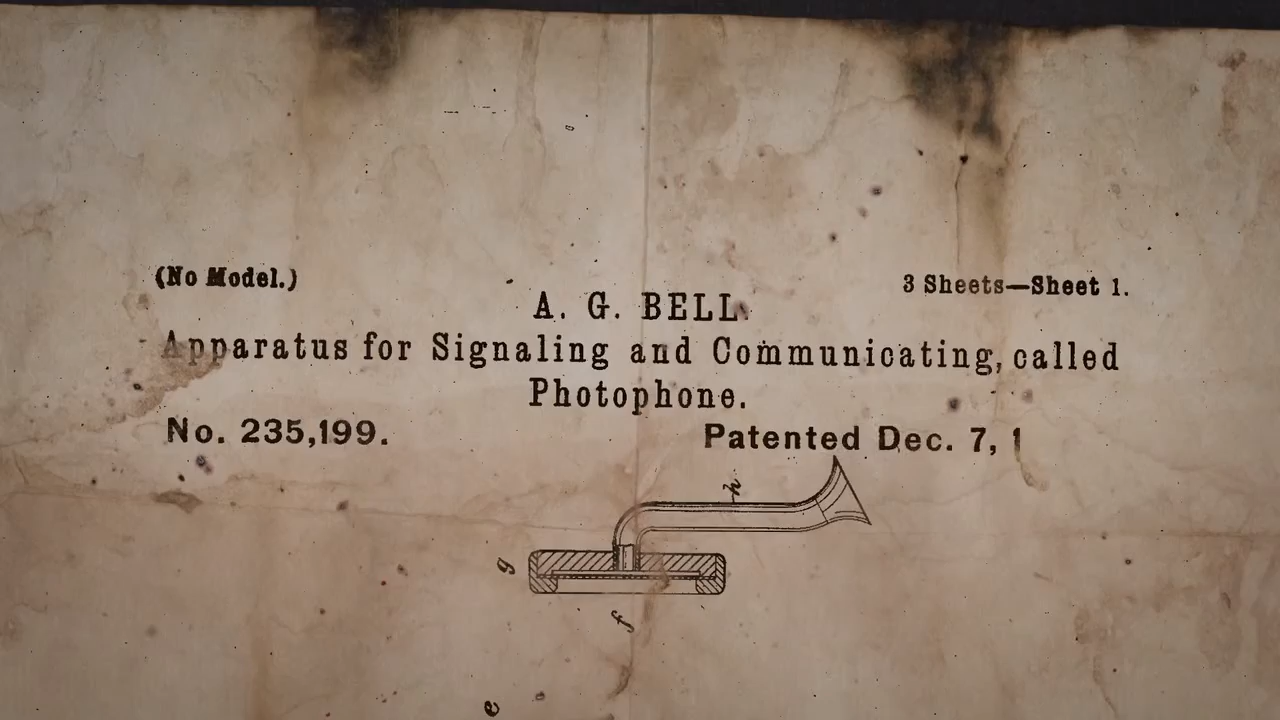 (No Model.)
3 Sheets—Sheet 1.
A. G. BELL.
Apparatus for Signaling and Communicating, called
Photophone.
No. 235,199.
Patented Dec. 7, 1
h
g
f
e